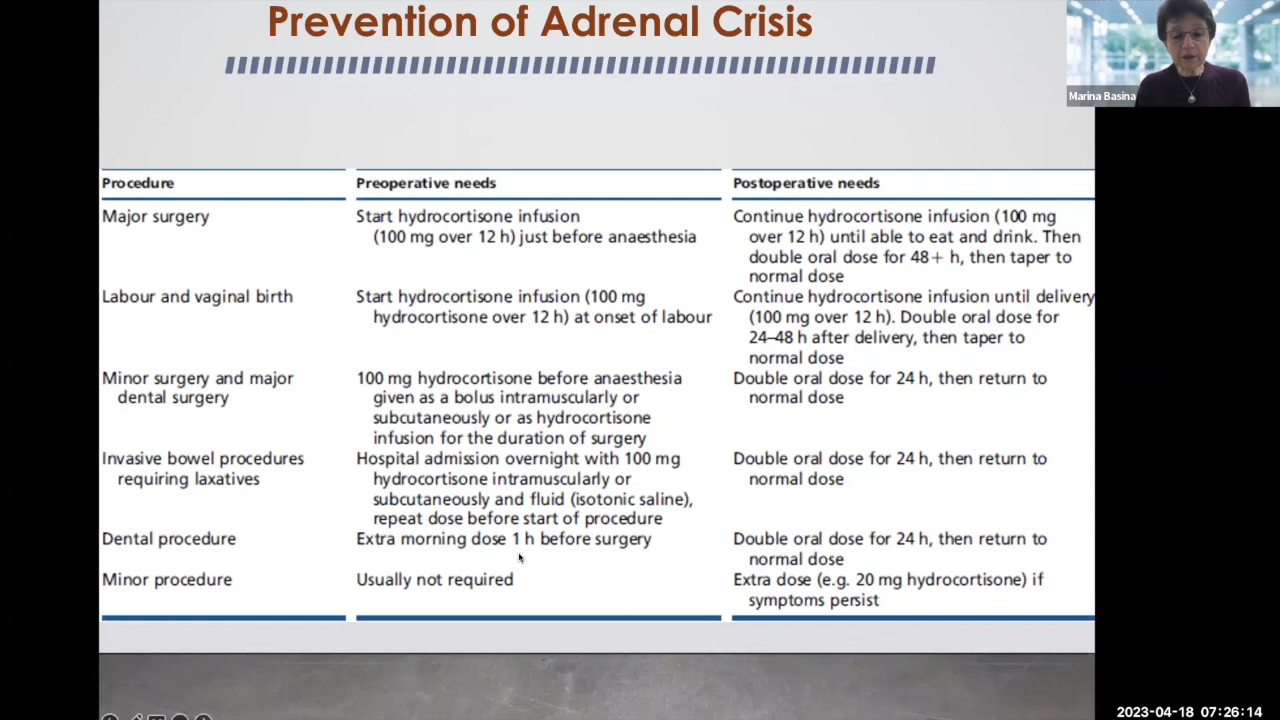 Prevention of Adrenal Crisis
Marina Basina
Procedure
Preoperative needs
Postoperative needs
Major surgery
Start hydrocortisone infusion
(100 mg over 12 h) just before anaesthesia
Continue hydrocortisone infusion (100 mg
over 12 h) until able to eat and drink. Then
double oral dose for 48+ h, then taper to
normal dose
Labour and vaginal birth
Start hydrocortisone infusion (100 mg
hydrocortisone over 12 h) at onset of labour
Continue hydrocortisone infusion until delivery
(100 mg over 12 h). Double oral dose for
24–48 h after delivery, then taper to
normal dose
Minor surgery and major
dental surgery
100 mg hydrocortisone before anaesthesia
given as a bolus intramuscularly or
subcutaneously or as hydrocortisone
infusion for the duration of surgery
Double oral dose for 24 h, then return to
normal dose
Invasive bowel procedures
requiring laxatives
Hospital admission overnight with 100 mg
hydrocortisone intramuscularly or
subcutaneously and fluid (isotonic saline),
repeat dose before start of procedure
Double oral dose for 24 h, then return to
normal dose
Dental procedure
Extra morning dose 1 h before surgery
Double oral dose for 24 h, then return to
normal dose
Minor procedure
Usually not required
Extra dose (e.g. 20 mg hydrocortisone) if
symptoms persist
2023-04-18 07:26:14